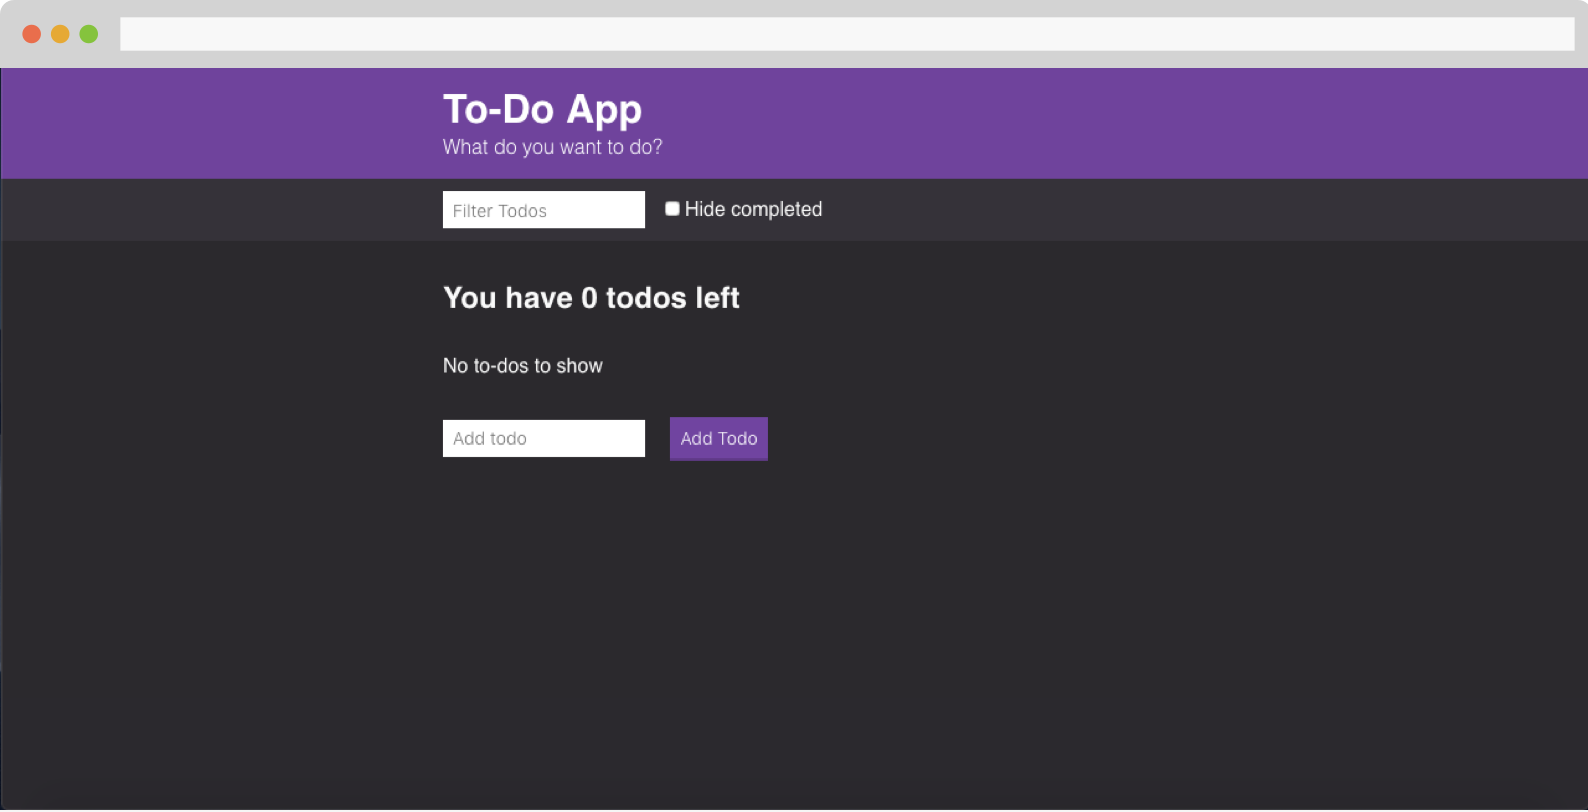 To-Do App
What do you want to do?
Filter Todos
Hide completed
You have 0 todos left
No to-dos to show
Add todo
Add Todo